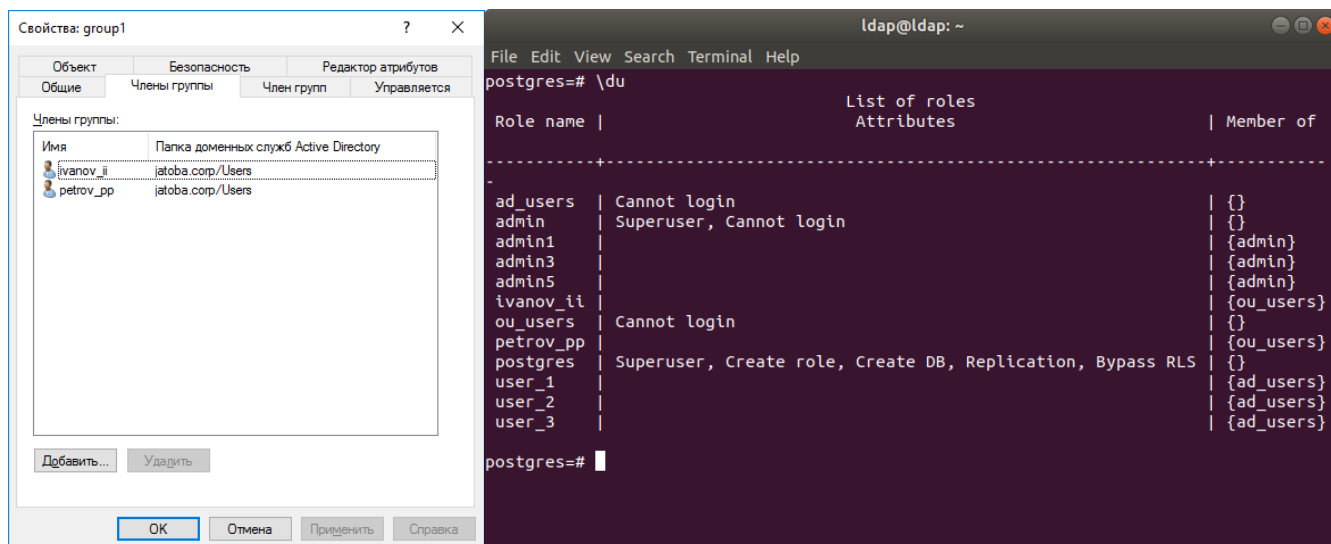 Свойства: group1
Объект Безопасность Редактор атрибутов
Общие Члены группы Член групп Управляется
Члены группы:
Имя Папка доменных служб Active Directory
ivanov_ii jatoba.corp/Users
petrov_pp jatoba.corp/Users
Добавить... Удалить
OK Отмена Применить Справка
ldap@ldap: ~
File Edit View Search Terminal Help
postgres=# \du
List of roles
Role name | Attributes | Member of
-----------+------------------------------------------------------------+-----------
-
ad_users | Cannot login | {}
admin | Superuser, Cannot login | {}
admin1 | | {admin}
admin3 | | {admin}
admin5 | | {admin}
ivanov_ii | | {ou_users}
ou_users | Cannot login | {}
petrov_pp | | {ou_users}
postgres | Superuser, Create role, Create DB, Replication, Bypass RLS | {}
user_1 | | {ad_users}
user_2 | | {ad_users}
user_3 | | {ad_users}
postgres=#